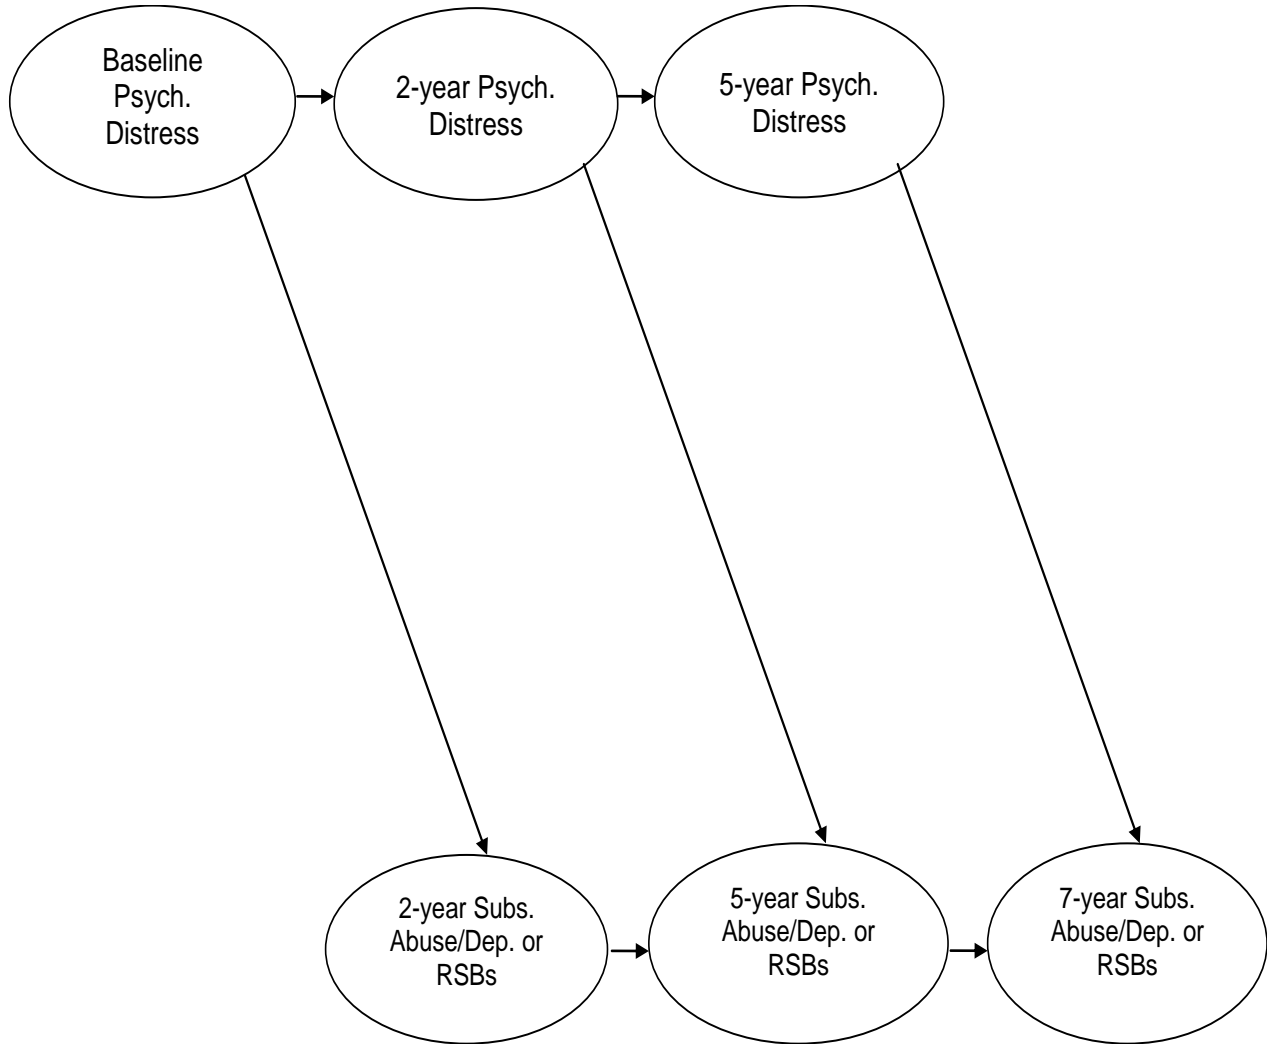 Baseline
Psych.
Distress
2-year Psych.
Distress
5-year Psych.
Distress
2-year Subs.
Abuse/Dep. or
RSBs
5-year Subs.
Abuse/Dep. or
RSBs
7-year Subs.
Abuse/Dep. or
RSBs